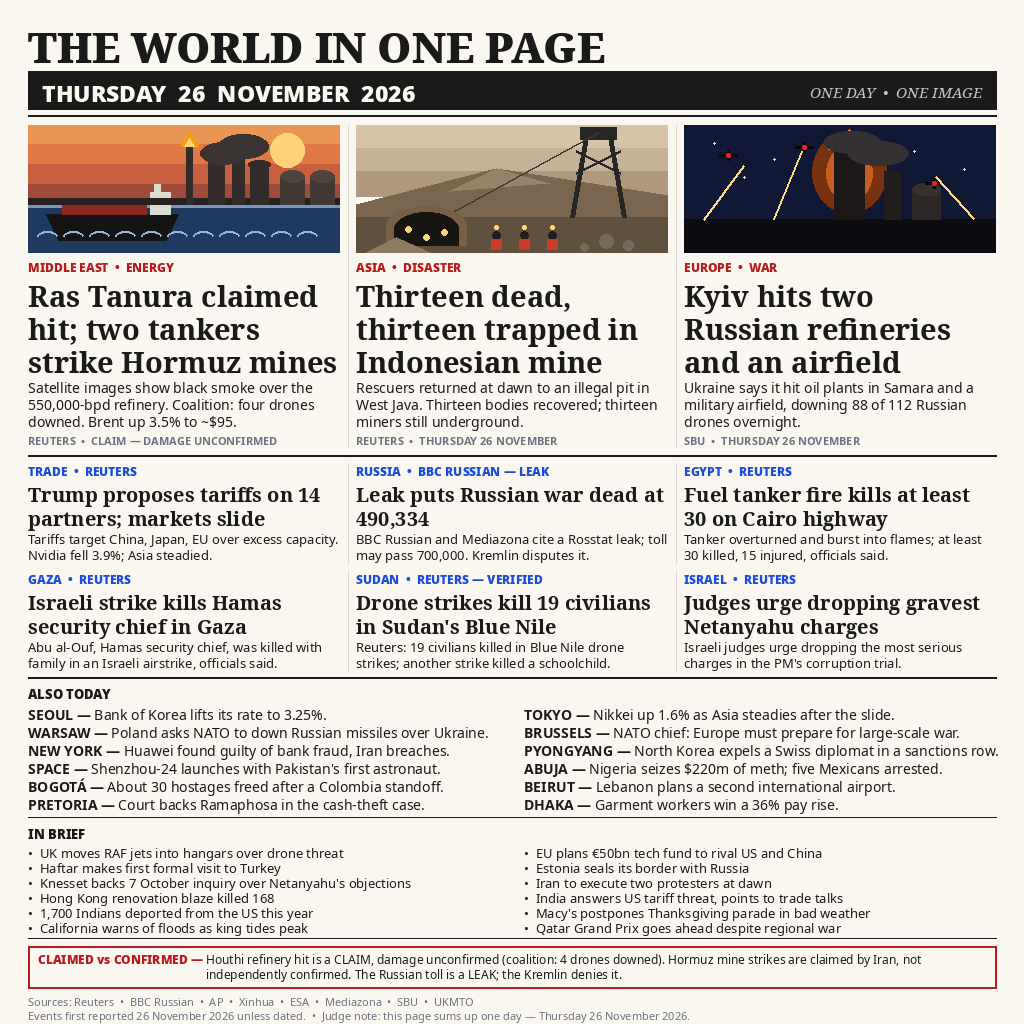 THE WORLD IN ONE PAGE
THURSDAY 26 NOVEMBER 2026
ONE DAY • ONE IMAGE
MIDDLE EAST • ENERGY
Ras Tanura claimed
hit; two tankers
strike Hormuz mines
Satellite images show black smoke over the
550,000-bpd refinery. Coalition: four drones
downed. Brent up 3.5% to ~$95.
REUTERS • CLAIM — DAMAGE UNCONFIRMED
ASIA • DISASTER
Thirteen dead,
thirteen trapped in
Indonesian mine
Rescuers returned at dawn to an illegal pit in
West Java. Thirteen bodies recovered; thirteen
miners still underground.
REUTERS • THURSDAY 26 NOVEMBER
EUROPE • WAR
Kyiv hits two
Russian refineries
and an airfield
Ukraine says it hit oil plants in Samara and a
military airfield, downing 88 of 112 Russian
drones overnight.
SBU • THURSDAY 26 NOVEMBER
TRADE • REUTERS
Trump proposes tariffs on 14
partners; markets slide
Tariffs target China, Japan, EU over excess capacity.
Nvidia fell 3.9%; Asia steadied.
RUSSIA • BBC RUSSIAN — LEAK
Leak puts Russian war dead at
490,334
BBC Russian and Mediazona cite a Rosstat leak; toll
may pass 700,000. Kremlin disputes it.
EGYPT • REUTERS
Fuel tanker fire kills at least
30 on Cairo highway
Tanker overturned and burst into flames; at least
30 killed, 15 injured, officials said.
GAZA • REUTERS
Israeli strike kills Hamas
security chief in Gaza
Abu al-Ouf, Hamas security chief, was killed with
family in an Israeli airstrike, officials said.
SUDAN • REUTERS — VERIFIED
Drone strikes kill 19 civilians
in Sudan's Blue Nile
Reuters: 19 civilians killed in Blue Nile drone
strikes; another strike killed a schoolchild.
ISRAEL • REUTERS
Judges urge dropping gravest
Netanyahu charges
Israeli judges urge dropping the most serious
charges in the PM's corruption trial.
ALSO TODAY
SEOUL — Bank of Korea lifts its rate to 3.25%.
WARSAW — Poland asks NATO to down Russian missiles over Ukraine.
NEW YORK — Huawei found guilty of bank fraud, Iran breaches.
SPACE — Shenzhou-24 launches with Pakistan's first astronaut.
BOGOTÁ — About 30 hostages freed after a Colombia standoff.
PRETORIA — Court backs Ramaphosa in the cash-theft case.
TOKYO — Nikkei up 1.6% as Asia steadies after the slide.
BRUSSELS — NATO chief: Europe must prepare for large-scale war.
PYONGYANG — North Korea expels a Swiss diplomat in a sanctions row.
ABUJA — Nigeria seizes $220m of meth; five Mexicans arrested.
BEIRUT — Lebanon plans a second international airport.
DHAKA — Garment workers win a 36% pay rise.
IN BRIEF
• UK moves RAF jets into hangars over drone threat
• Haftar makes first formal visit to Turkey
• Knesset backs 7 October inquiry over Netanyahu's objections
• Hong Kong renovation blaze killed 168
• 1,700 Indians deported from the US this year
• California warns of floods as king tides peak
• EU plans €50bn tech fund to rival US and China
• Estonia seals its border with Russia
• Iran to execute two protesters at dawn
• India answers US tariff threat, points to trade talks
• Macy's postpones Thanksgiving parade in bad weather
• Qatar Grand Prix goes ahead despite regional war
CLAIMED vs CONFIRMED — Houthi refinery hit is a CLAIM, damage unconfirmed (coalition: 4 drones downed). Hormuz mine strikes are claimed by Iran, not
independently confirmed. The Russian toll is a LEAK; the Kremlin denies it.
Sources: Reuters • BBC Russian • AP • Xinhua • ESA • Mediazona • SBU • UKMTO
Events first reported 26 November 2026 unless dated. • Judge note: this page sums up one day — Thursday 26 November 2026.